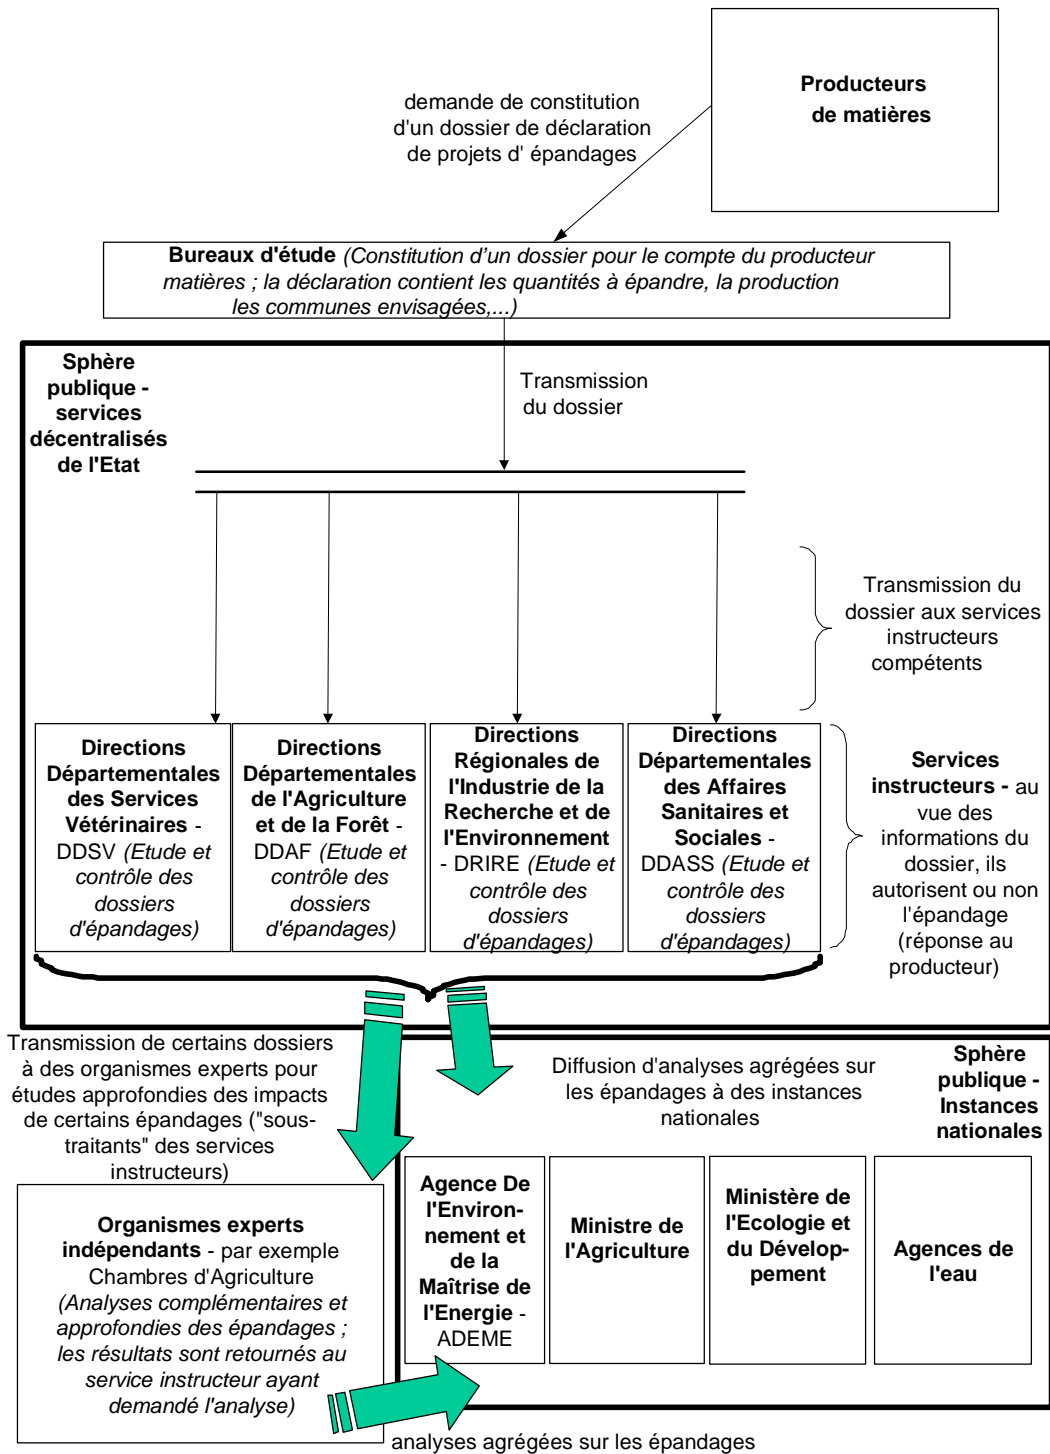 Producteurs
de matières
demande de constitution
d'un dossier de déclaration
de projets d' épandages
Bureaux d'étude (Constitution d'un dossier pour le compte du producteur
matières ; la déclaration contient les quantités à épandre, la production
les communes envisagées,...)
Sphère
publique -
services
décentralisés
de l'Etat
Transmission
du dossier
Transmission du
dossier aux services
instructeurs
compétents
Directions
Départementales
des Services
Vétérinaires -
DDSV (Etude et
contrôle des
dossiers
d'épandages)
Directions
Départementales
de l'Agriculture
et de la Forêt -
DDAF (Etude et
contrôle des
dossiers
d'épandages)
Directions
Régionales de
l'Industrie de la
Recherche et de
l'Environnement
- DRIRE (Etude et
contrôle des
dossiers
d'épandages)
Directions
Départementales
des Affaires
Sanitaires et
Sociales -
DDASS (Etude et
contrôle des
dossiers
d'épandages)
Services
instructeurs - au
vue des
informations du
dossier, ils
autorisent ou non
l'épandage
(réponse au
producteur)
Transmission de certains dossiers
à des organismes experts pour
études approfondies des impacts
de certains épandages ("sous-
traitants" des services
instructeurs)
Diffusion d'analyses agrégées sur
les épandages à des instances
nationales
Sphère
publique -
Instances
nationales
Agence De
l'Environ-
nement et
de la
Maîtrise de
l'Energie -
ADEME
Ministre de
l'Agriculture
Ministère de
l'Ecologie et
du Dévelop-
pement
Agences de
l'eau
Organismes experts
indépendants - par exemple
Chambres d'Agriculture
(Analyses complémentaires et
approfondies des épandages ;
les résultats sont retournés au
service instructeur ayant
demandé l'analyse)
analyses agrégées sur les épandages